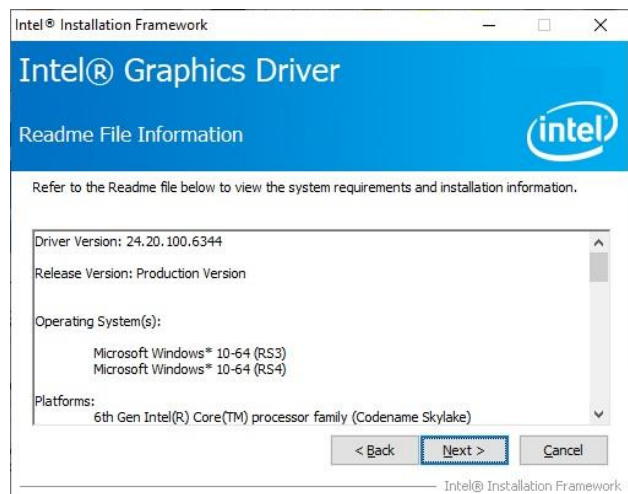 Intel® Installation Framework
Intel® Graphics Driver
Readme File Information
intel
Refer to the Readme file below to view the system requirements and installation information.
Driver Version: 24.20.100.6344
Release Version: Production Version
Operating System(s):
Microsoft Windows* 10-64 (RS3)
Microsoft Windows* 10-64 (RS4)
Platforms:
6th Gen Intel(R) Core(TM) processor family (Codename Skylake)
< Back
Next >
Cancel
Intel® Installation Framework